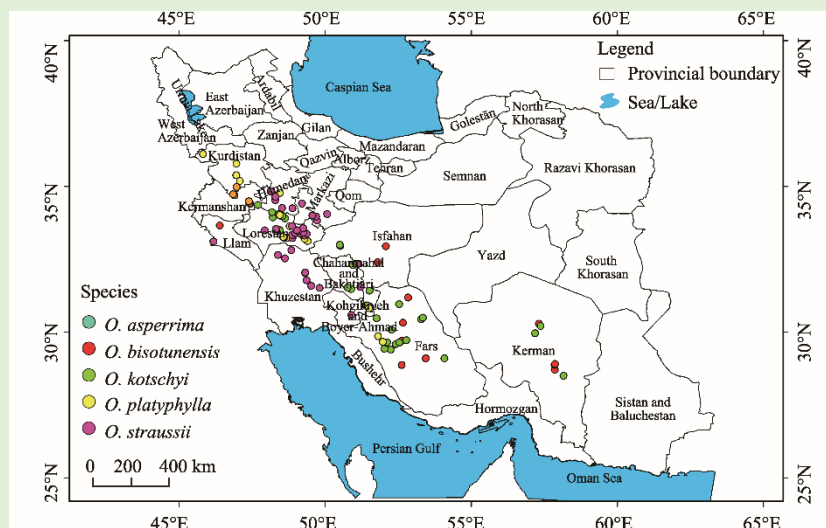 45°E 50°E 55°E 60°E 65°E
40°N
35°N
30°N
25°N
40°N
35°N
30°N
25°N
Legend
Provincial boundary
Sea/Lake
Caspian Sea
Ardabil
East
Azerbaijan
West
Azerbaijan
Zanjan
Gilan
Golestan
North
Khorasan
Mazandaran
Kurdistan
Qazvin
Alborz
Tehran
Semnan
Razavi Khorasan
Hemedan
Markazi
Qom
Kermanshah
Lorestan
Llam
Isfahan
Yazd
South
Khorasan
Chaharmahal
and
Bakhtiari
Khuzestan
Kohgiluyeh
and
Boyer-Ahmad
Fars
Kerman
Bushehr
Sistan and
Baluchestan
Hormozgan
Persian Gulf
Oman Sea
Species
O. asperrima
O. bisotunensis
O. kotschyi
O. platyphylla
O. straussii
0 200 400 km
45°E 50°E 55°E 60°E 65°E